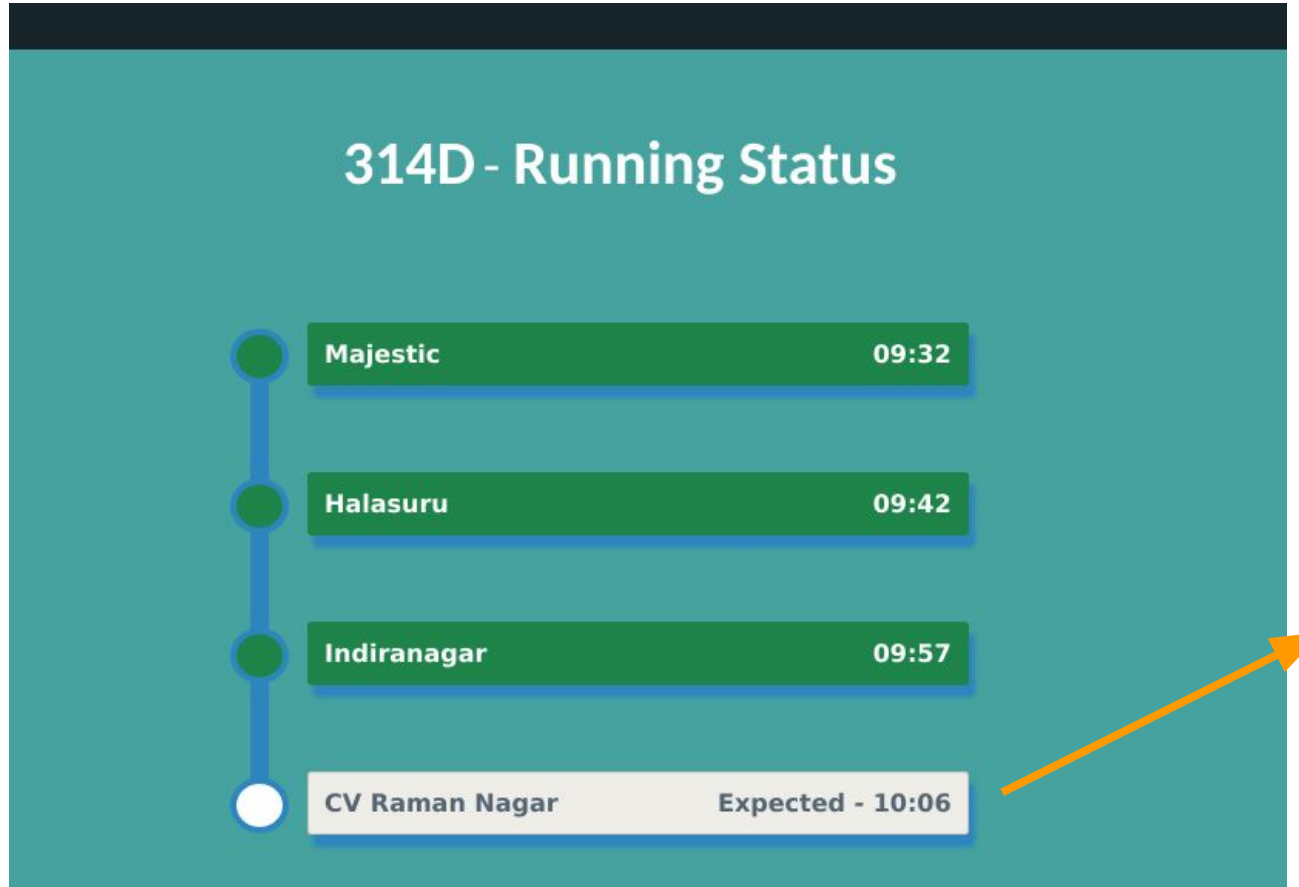 314D - Running Status
Majestic 09:32
Halasuru 09:42
Indiranagar 09:57
CV Raman Nagar Expected - 10:06